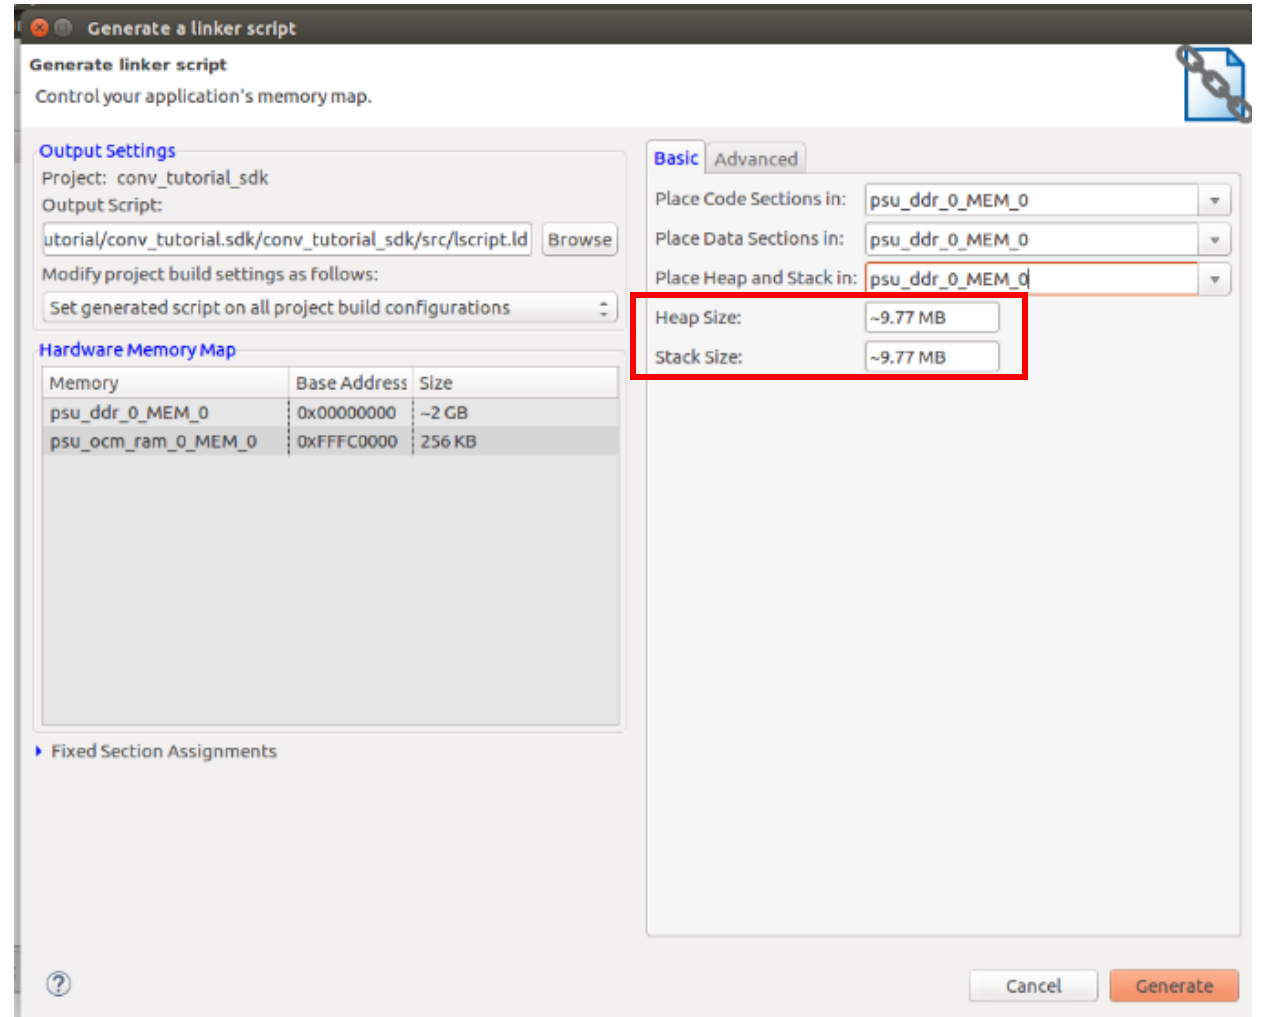 Generate a linker script
Generate linker script
Control your application's memory map.
Output Settings
Project: conv_tutorial_sdk
Output Script:
utorial/conv_tutorial.sdk/conv_tutorial_sdk/src/lscript.ld Browse
Modify project build settings as follows:
Set generated script on all project build configurations
Hardware Memory Map
Memory Base Address Size
psu_ddr_0_MEM_0 0x00000000 ~2 GB
psu_ocm_ram_0_MEM_0 0xFFFC0000 256 KB
Fixed Section Assignments
Basic Advanced
Place Code Sections in: psu_ddr_0_MEM_0
Place Data Sections in: psu_ddr_0_MEM_0
Place Heap and Stack in: psu_ddr_0_MEM_0
Heap Size: ~9.77 MB
Stack Size: ~9.77 MB
?
Cancel Generate